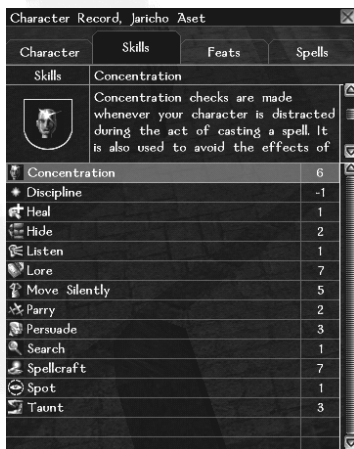 Character Record, Jaricho Aset
Character Skills Feats Spells
Skills Concentration
Concentration checks are made
whenever your character is distracted
during the act of casting a spell. It
is also used to avoid the effects of
Concentration 6
Discipline -1
Heal 1
Hide 2
Listen 1
Lore 7
Move Silently 5
Parry 2
Persuade 3
Search 1
Spellcraft 7
Spot 1
Taunt 3